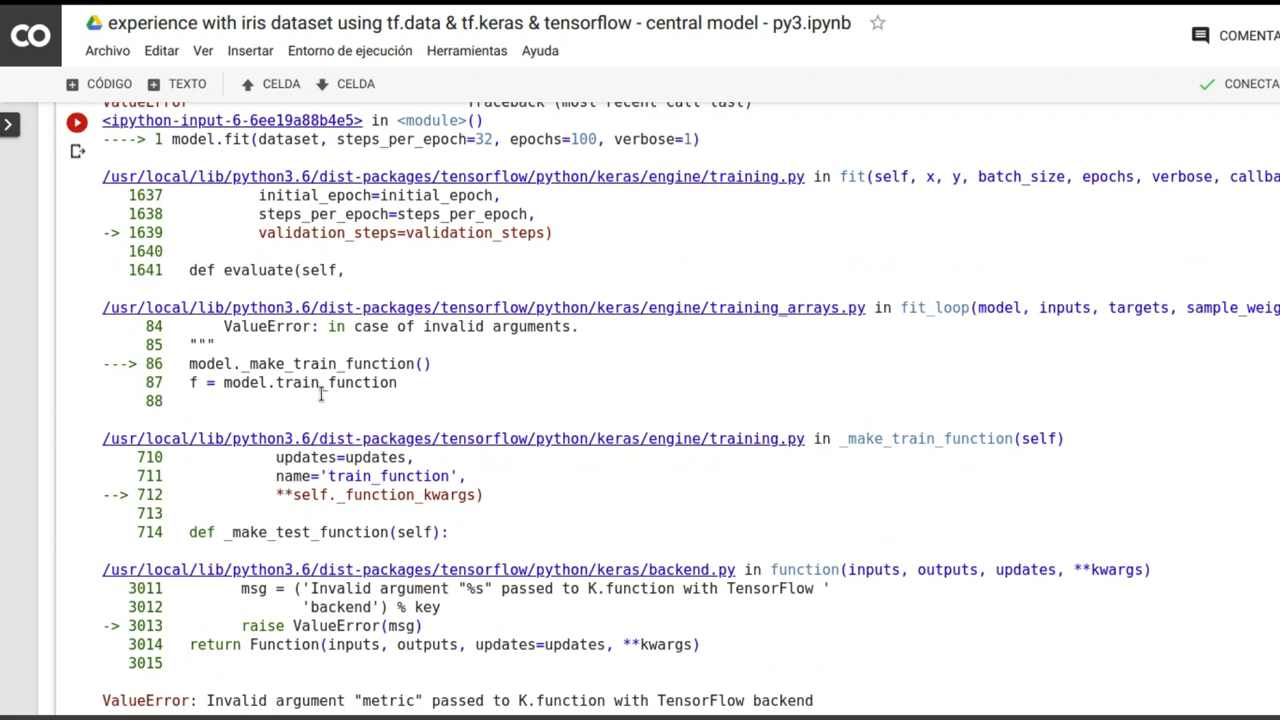 CO
experience with iris dataset using tf.data & tf.keras & tensorflow - central model - py3.ipynb
COMENTA
Archivo Editar Ver Insertar Entorno de ejecución Herramientas Ayuda
CÓDIGO TEXTO CELDA CELDA CONECTA
ValueError Traceback (most recent call last)
<ipython-input-6-6ee19a88b4e5> in <module>()
----> 1 model.fit(dataset, steps_per_epoch=32, epochs=100, verbose=1)
/usr/local/lib/python3.6/dist-packages/tensorflow/python/keras/engine/training.py in fit(self, x, y, batch_size, epochs, verbose, callba
1637 initial_epoch=initial_epoch,
1638 steps_per_epoch=steps_per_epoch,
-> 1639 validation_steps=validation_steps)
1640
1641 def evaluate(self,
/usr/local/lib/python3.6/dist-packages/tensorflow/python/keras/engine/training_arrays.py in fit_loop(model, inputs, targets, sample_weig
84 ValueError: in case of invalid arguments.
85 """
---> 86 model._make_train_function()
87 f = model.train_function
88
/usr/local/lib/python3.6/dist-packages/tensorflow/python/keras/engine/training.py in _make_train_function(self)
710 updates=updates,
711 name='train_function',
--> 712 **self._function_kwargs)
713
714 def _make_test_function(self):
/usr/local/lib/python3.6/dist-packages/tensorflow/python/keras/backend.py in function(inputs, outputs, updates, **kwargs)
3011 msg = ('Invalid argument "%s" passed to K.function with TensorFlow '
3012 'backend') % key
-> 3013 raise ValueError(msg)
3014 return Function(inputs, outputs, updates=updates, **kwargs)
3015
ValueError: Invalid argument "metric" passed to K.function with TensorFlow backend